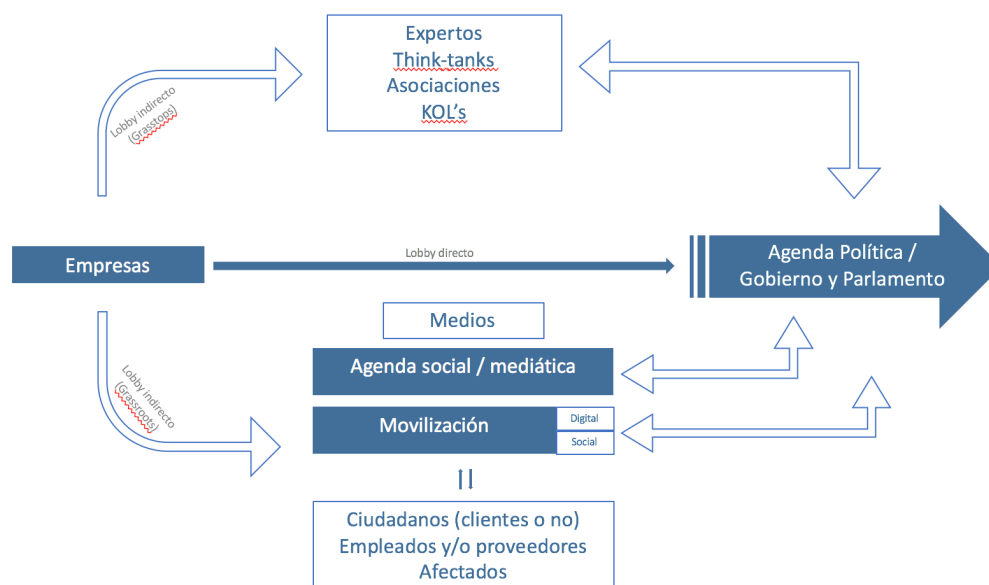 Expertos
Think-tanks
Asociaciones
KOL's
Lobby indirecto
(Grasstops)
Empresas
Lobby directo
Agenda Política /
Gobierno y Parlamento
Medios
Agenda social / mediática
Lobby indirecto
(Grassroots)
Movilización
Digital
Social
Ciudadanos (clientes o no)
Empleados y/o proveedores
Afectados